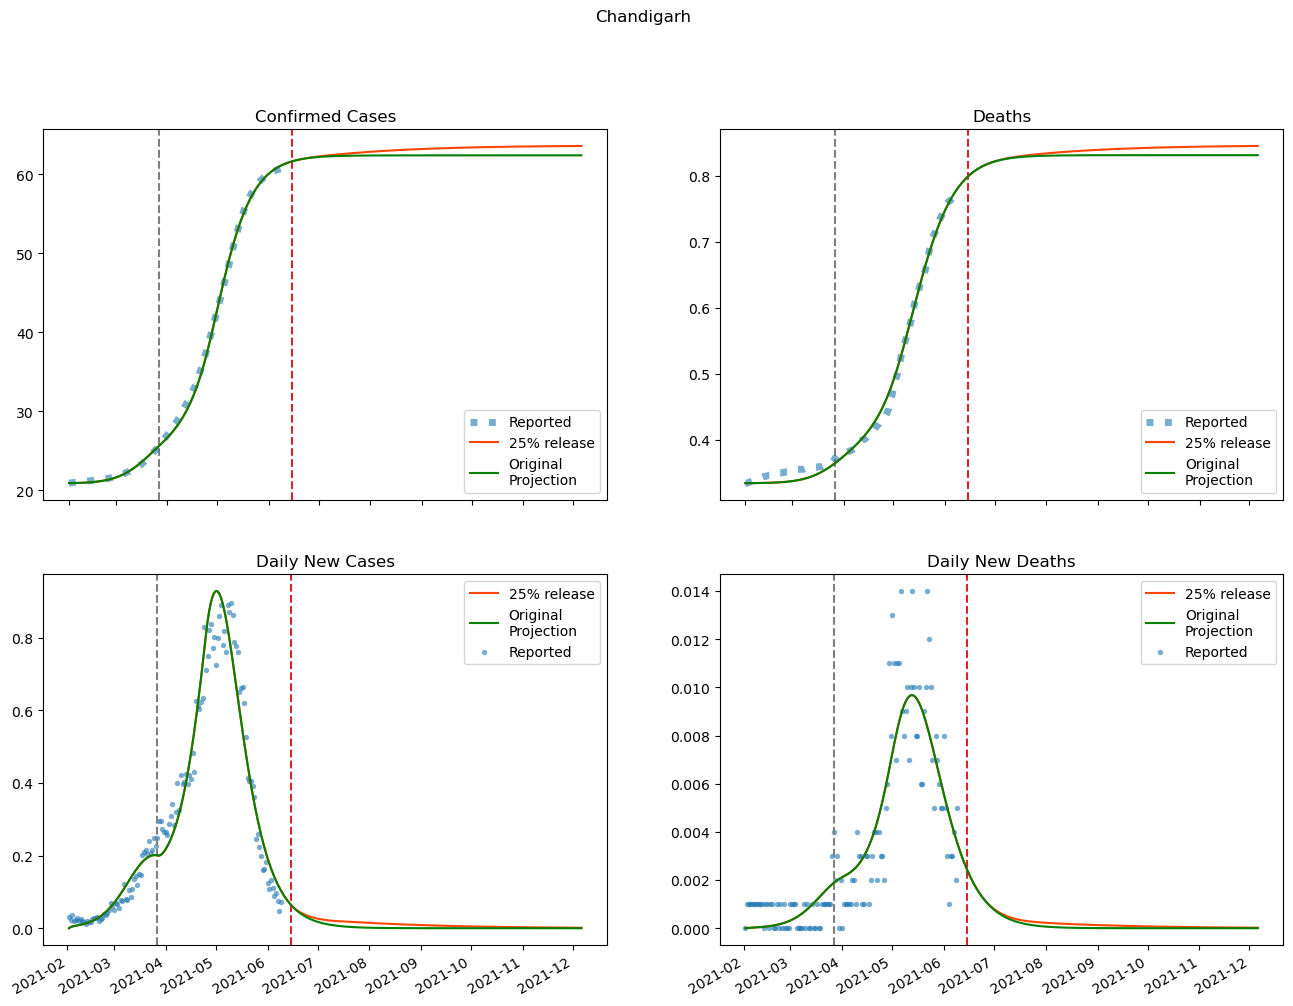 Chandigarh
Confirmed Cases
60
50
40
30
20
Reported
25% release
Original
Projection
Deaths
0.8
0.7
0.6
0.5
0.4
Reported
25% release
Original
Projection
Daily New Cases
0.8
0.6
0.4
0.2
0.0
25% release
Original
Projection
Reported
2021-02
2021-03
2021-04
2021-05
2021-06
2021-07
2021-08
2021-09
2021-10
2021-11
2021-12
Daily New Deaths
0.014
0.012
0.010
0.008
0.006
0.004
0.002
0.000
25% release
Original
Projection
Reported
2021-02
2021-03
2021-04
2021-05
2021-06
2021-07
2021-08
2021-09
2021-10
2021-11
2021-12